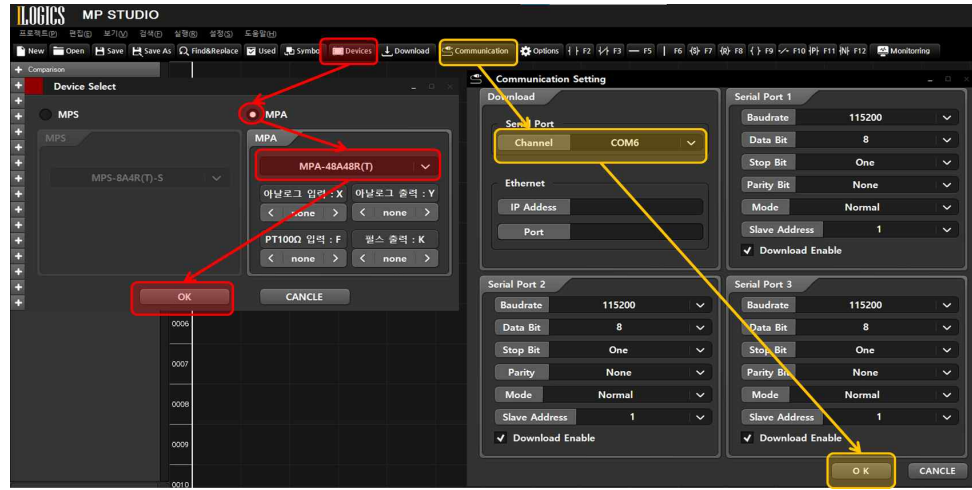 ILOGICS MP STUDIO
프로젝트(P) 편집(E) 보기(V) 검색(F) 실행(R) 설정(S) 도움말(H)
New Open Save Save As Find&Replace Used Symbo Devices Download Communication Options F2 F3 F5 F6 F7 F8 F9 F10 F11 F12 Monitorring
Comparison
Device Select
MPS
MPA
MPS
MPS-8A4R(T)-S
MPA
MPA-48A48R(T)
아날로그 입력 : X 아날로그 출력 : Y
none none
PT100Ω 입력 : F 펄스 출력 : K
none none
OK CANCLE
0006
0007
0008
0009
0010
Communication Setting
Download
Serial Port
Channel COM6
Ethernet
IP Addess
Port
Serial Port 1
Baudrate 115200
Data Bit 8
Stop Bit One
Parity Bit None
Mode Normal
Slave Address 1
Download Enable
Serial Port 2
Baudrate 115200
Data Bit 8
Stop Bit One
Parity None
Mode Normal
Slave Address 1
Download Enable
Serial Port 3
Baudrate 115200
Data Bit 8
Stop Bit One
Parity Bit None
Mode Normal
Slave Address 1
Download Enable
O K CANCLE